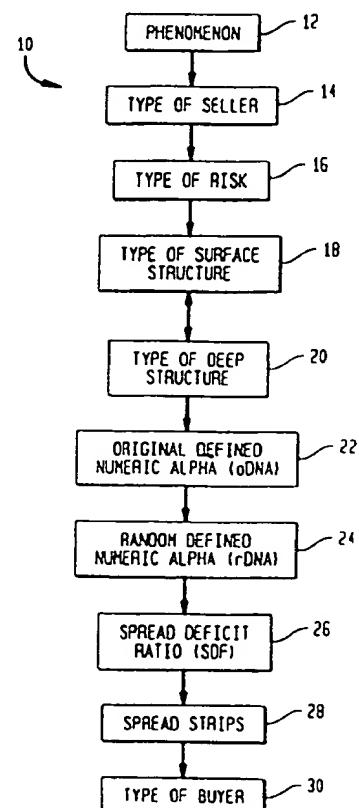 10
PHENOMENON
12
TYPE OF SELLER
14
TYPE OF RISK
16
TYPE OF SURFACE
STRUCTURE
18
TYPE OF DEEP
STRUCTURE
20
ORIGINAL DEFINED
NUMERIC ALPHA (oDNA)
22
RANDOM DEFINED
NUMERIC ALPHA (rDNA)
24
SPREAD DEFICIT
RATIO (SDF)
26
SPREAD STRIPS
28
TYPE OF BUYER
30